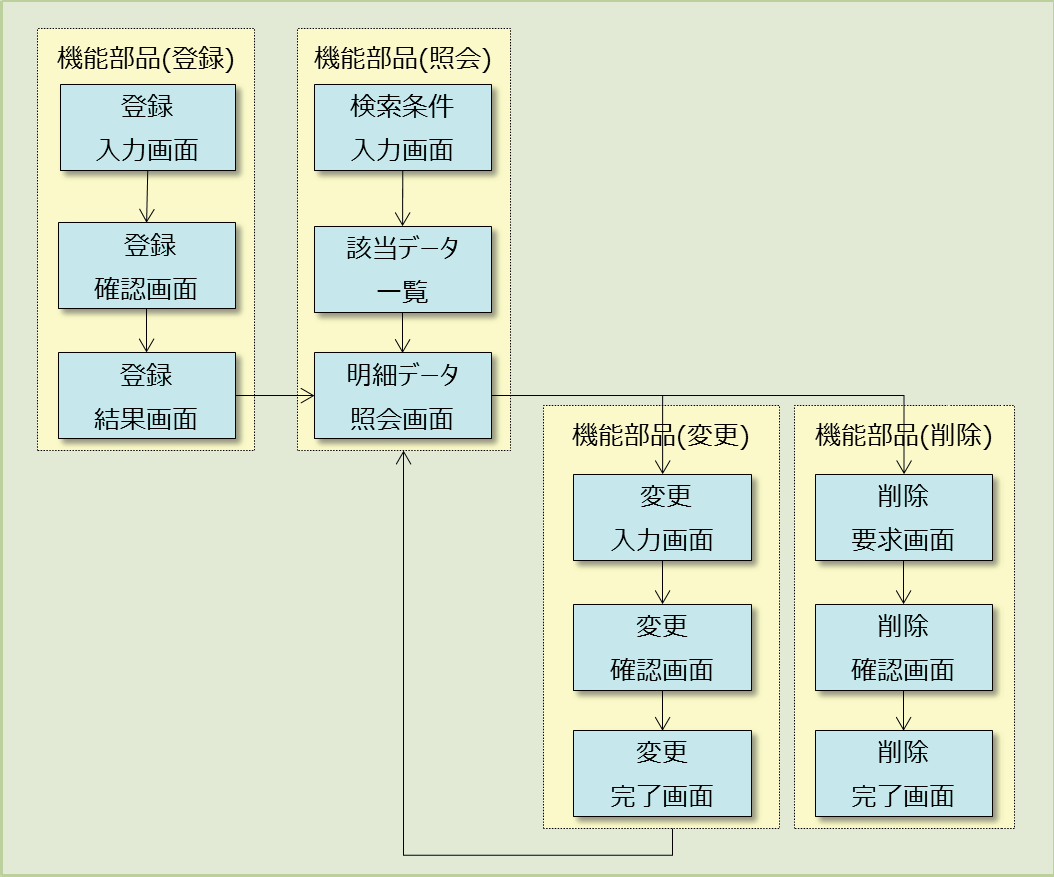 機能部品(登録)
登録
入力画面
登録
確認画面
登録
結果画面
機能部品(照会)
検索条件
入力画面
該当データ
一覧
明細データ
照会画面
機能部品(変更)
変更
入力画面
変更
確認画面
変更
完了画面
機能部品(削除)
削除
要求画面
削除
確認画面
削除
完了画面